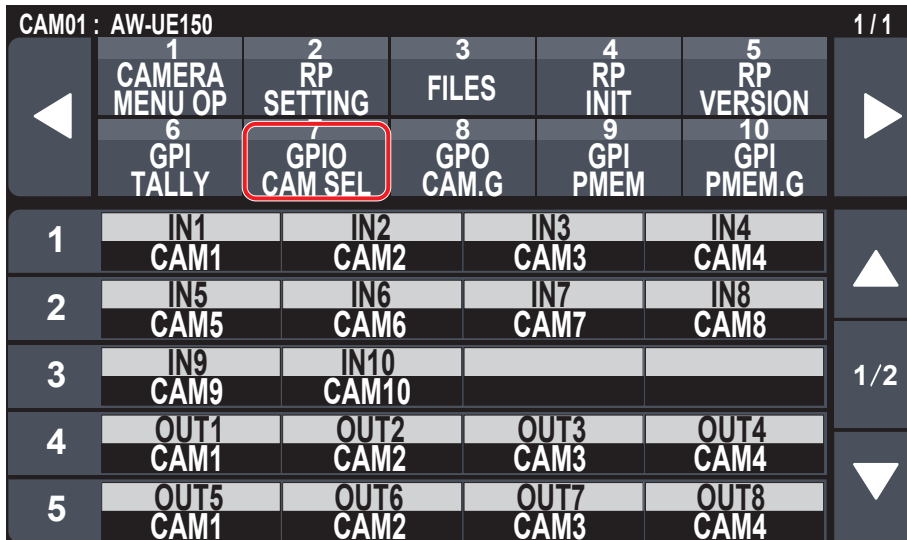 CAM01 : AW-UE150 1 / 1
1 2 3 4 5
CAMERA MENU OP RP SETTING FILES RP INIT RP VERSION
6 7 8 9 10
GPI TALLY GPIO CAM SEL GPO CAM.G GPI PMEM GPI PMEM.G
1 IN1 IN2 IN3 IN4
CAM1 CAM2 CAM3 CAM4
2 IN5 IN6 IN7 IN8
CAM5 CAM6 CAM7 CAM8
3 IN9 IN10 1/2
CAM9 CAM10
4 OUT1 OUT2 OUT3 OUT4
CAM1 CAM2 CAM3 CAM4
5 OUT5 OUT6 OUT7 OUT8
CAM1 CAM2 CAM3 CAM4